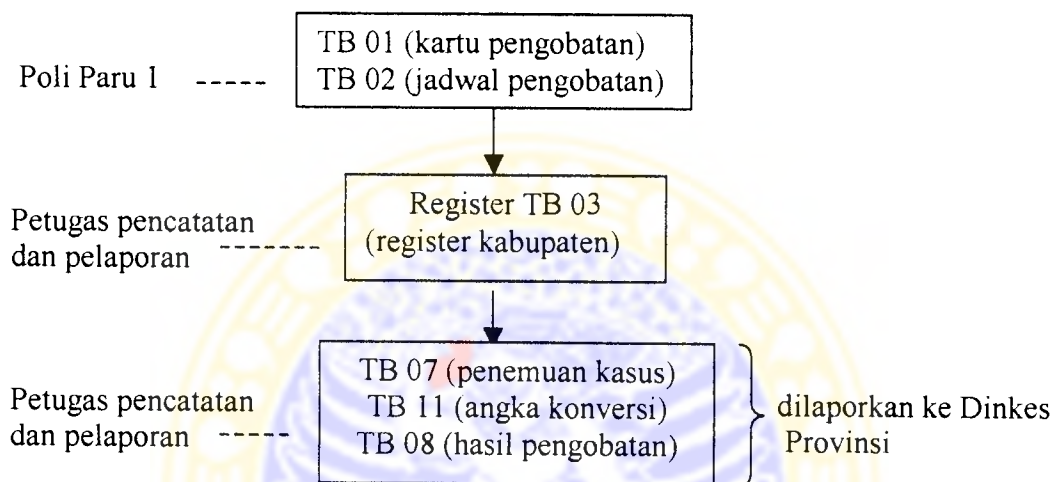 TB 01 (kartu pengobatan)
Poli Paru 1 -----
TB 02 (jadwal pengobatan)
Register TB 03
(register kabupaten)
Petugas pencatatan
dan pelaporan -------
TB 07 (penemuan kasus)
TB 11 (angka konversi)
TB 08 (hasil pengobatan)
Petugas pencatatan
dan pelaporan -----
dilaporkan ke Dinkes
Provinsi